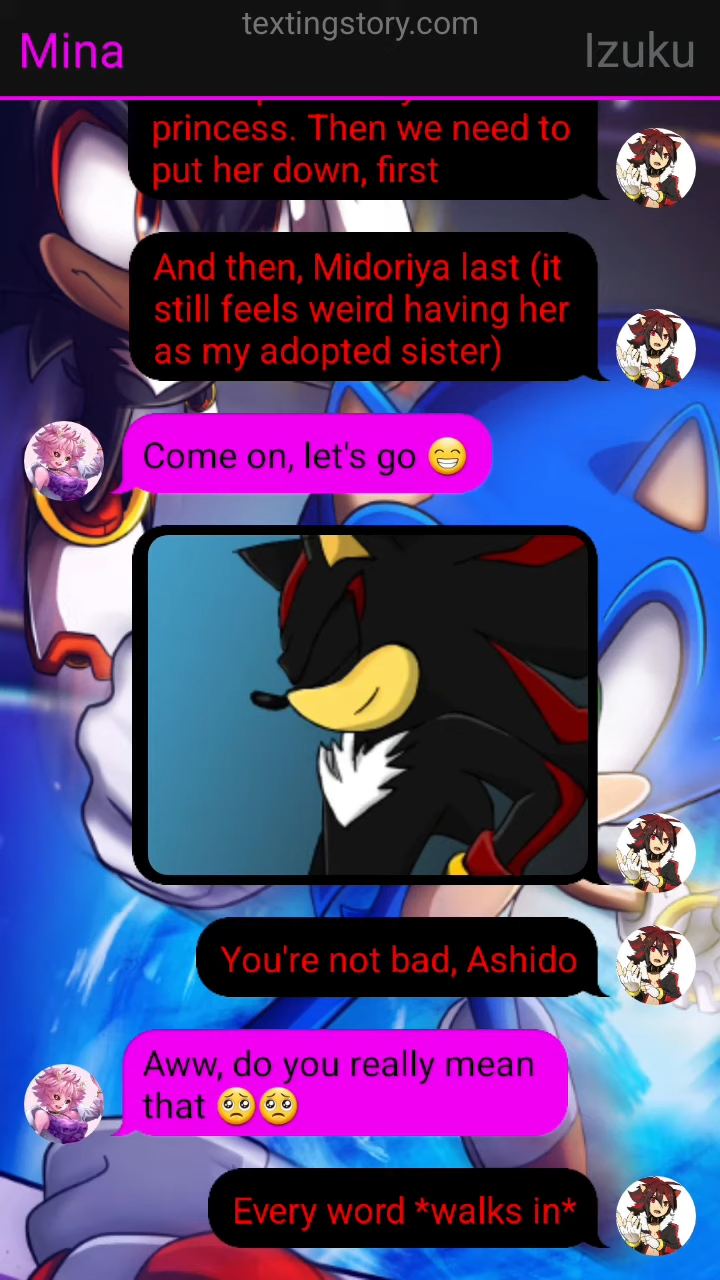 textingstory.com
Mina
Izuku
princess. Then we need to
put her down, first
And then, Midoriya last (it
still feels weird having her
as my adopted sister)
Come on, let's go 😁
You're not bad, Ashido
Aww, do you really mean
that 🥺🥺
Every word *walks in*